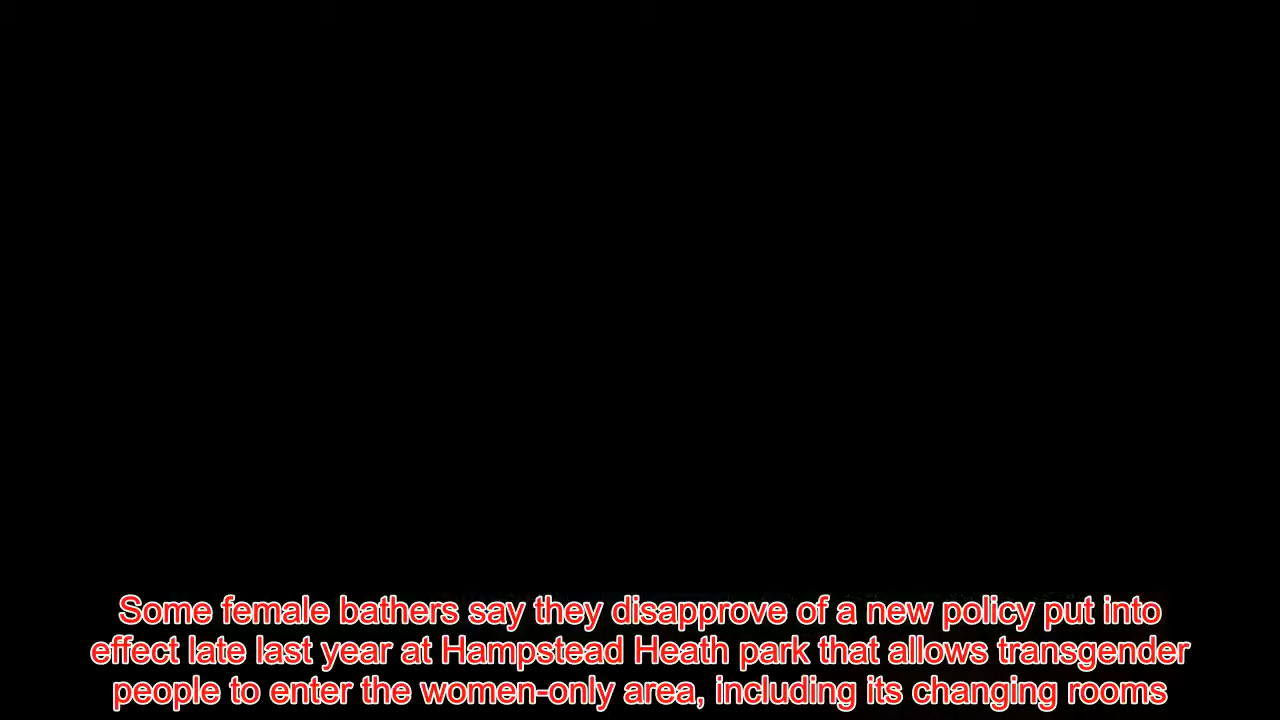 Some female bathers say they disapprove of a new policy put into
effect late last year at Hampstead Heath park that allows transgender
people to enter the women-only area, including its changing rooms